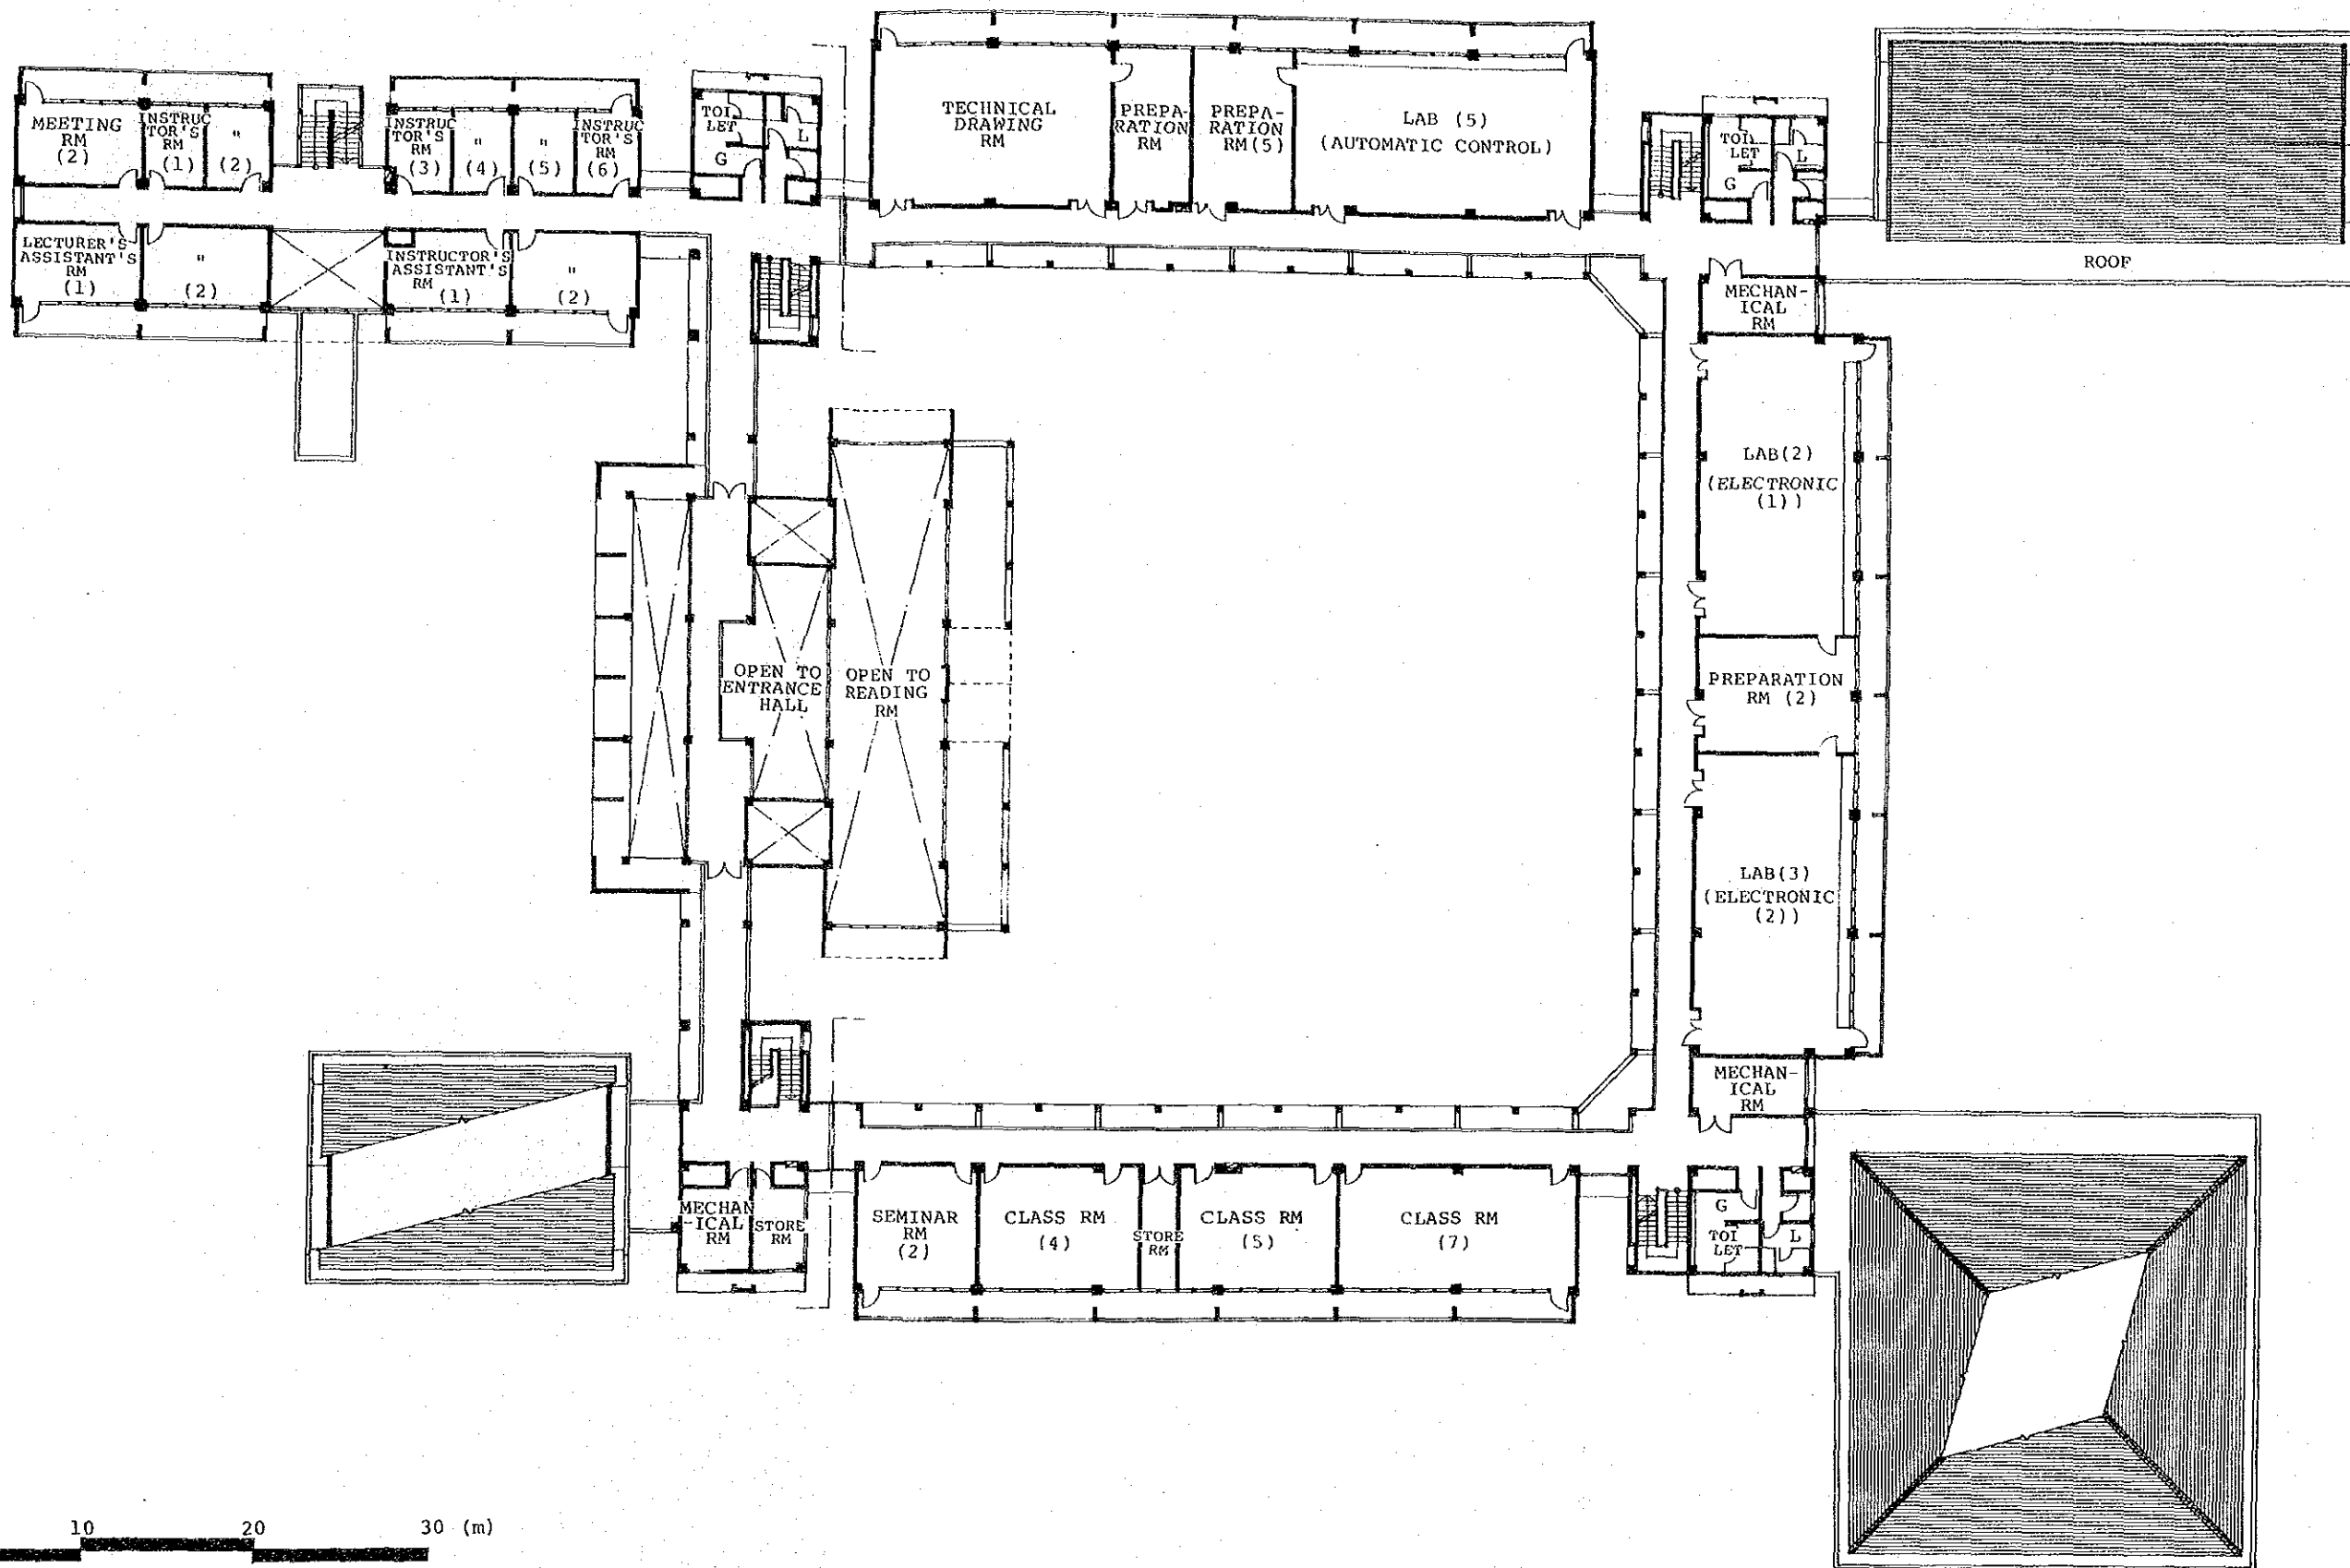 MEETING
RM
(2)
INSTRUC
TOR'S
RM
(1)
"
(2)
INSTRUC
TOR'S
RM
(3)
"
(4)
"
(5)
INSTRUC
TOR'S
RM
(6)
TOI
LET
G
L
TECHNICAL
DRAWING
RM
PREPA-
RATION
RM
PREPA-
RATION
RM(5)
LAB (5)
(AUTOMATIC CONTROL)
TOI
LET
G
L
ROOF
LECTURER'S
ASSISTANT'S
RM
(1)
"
(2)
INSTRUCTOR'S
ASSISTANT'S
RM
(1)
"
(2)
MECHAN-
ICAL
RM
LAB(2)
(ELECTRONIC
(1))
OPEN TO
ENTRANCE
HALL
OPEN TO
READING
RM
PREPARATION
RM (2)
LAB(3)
(ELECTRONIC
(2))
MECHAN-
ICAL
RM
MECHAN
-ICAL
RM
STORE
RM
SEMINAR
RM
(2)
CLASS RM
(4)
STORE
RM
CLASS RM
(5)
CLASS RM
(7)
G
TOI
LET
L
10 20 30 (m)